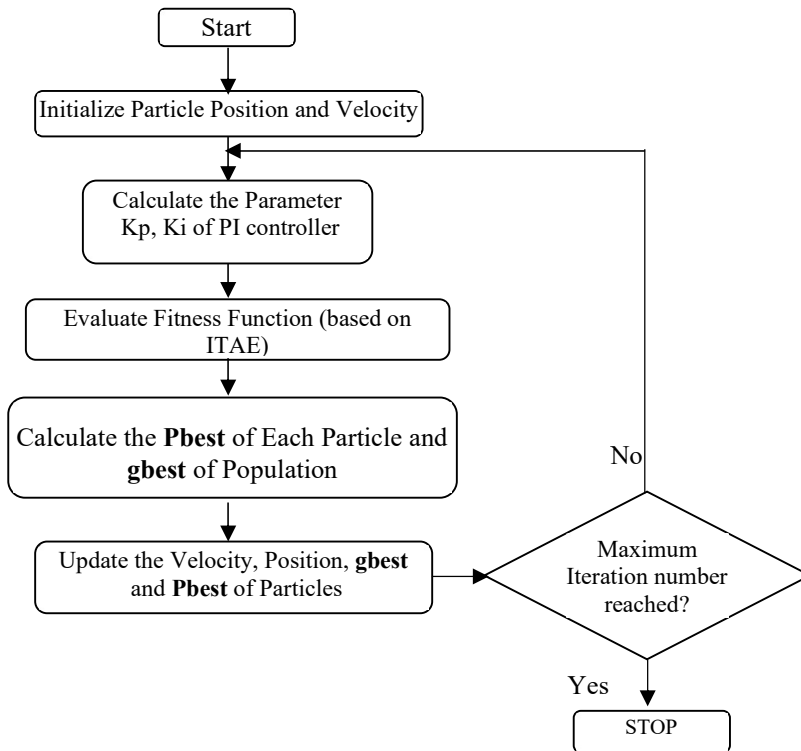 Start
Initialize Particle Position and Velocity
Calculate the Parameter
Kp, Ki of PI controller
Evaluate Fitness Function (based on
ITAE)
Calculate the Pbest of Each Particle and
gbest of Population
Update the Velocity, Position, gbest
and Pbest of Particles
No
Maximum
Iteration number
reached?
Yes
STOP